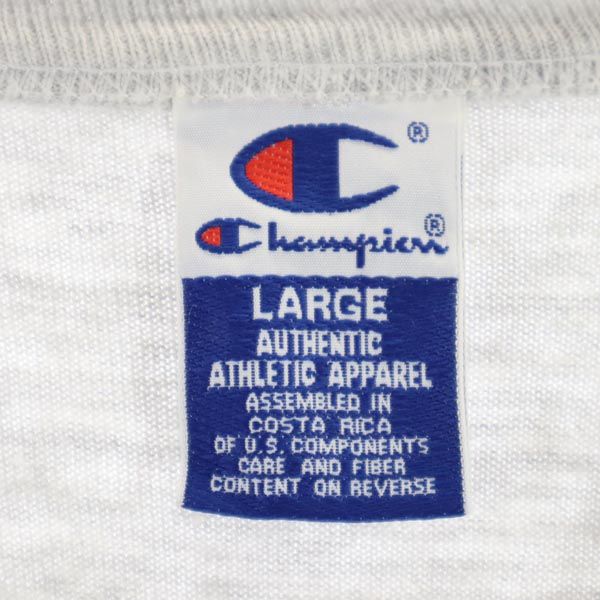 ®
Champion®
LARGE
AUTHENTIC
ATHLETIC APPAREL
ASSEMBLED IN
COSTA RICA
OF U.S. COMPONENTS
CARE AND FIBER
CONTENT ON REVERSE